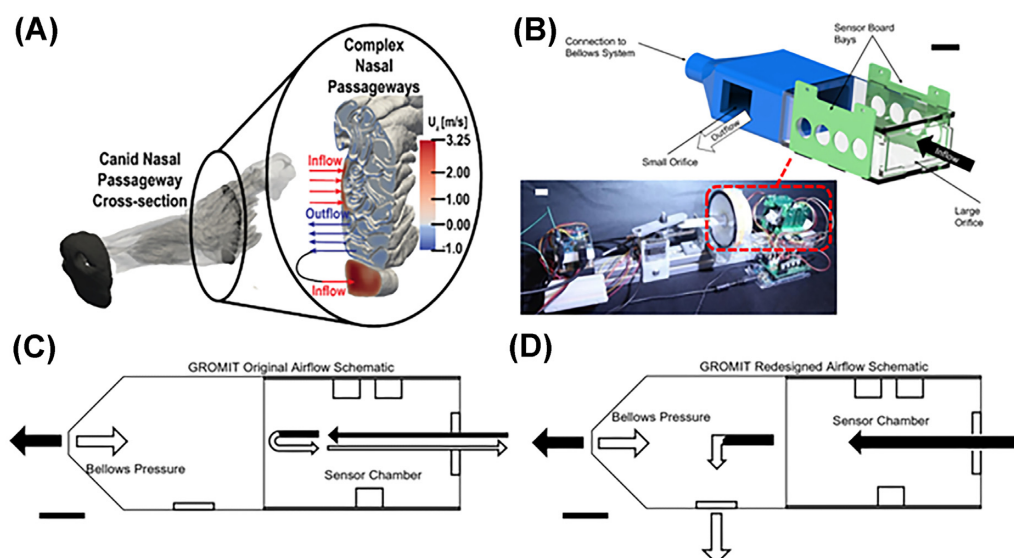 (A)
Complex
Nasal
Passageways
Canid Nasal
Passageway
Cross-section
Inflow
Outflow
Inflow
U_z [m/s]
3.25
2.00
1.00
0.00
-1.0
(B)
Connection to
Bellows System
Sensor Board
Bays
Outflow
Small Orifice
Inflow
Large
Orifice
(C)
GROMIT Original Airflow Schematic
Bellows Pressure
Sensor Chamber
(D)
GROMIT Redesigned Airflow Schematic
Bellows Pressure
Sensor Chamber